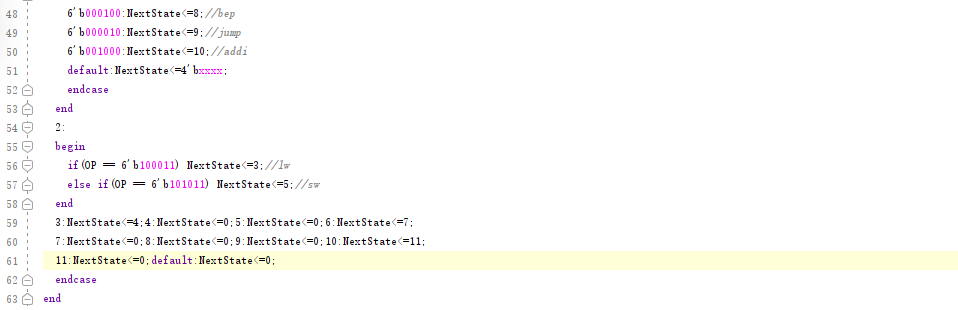 48 6'b000100:NextState<=8;//bep
49 6'b000010:NextState<=9;//jump
50 6'b001000:NextState<=10;//addi
51 default:NextState<=4'bxxxx;
52 endcase
53 end
54 2:
55 begin
56 if(OP == 6'b100011) NextState<=3;//lw
57 else if(OP == 6'b101011) NextState<=5;//sw
58 end
59 3:NextState<=4;4:NextState<=0;5:NextState<=0;6:NextState<=7;
60 7:NextState<=0;8:NextState<=0;9:NextState<=0;10:NextState<=11;
61 11:NextState<=0;default:NextState<=0;
62 endcase
63 end